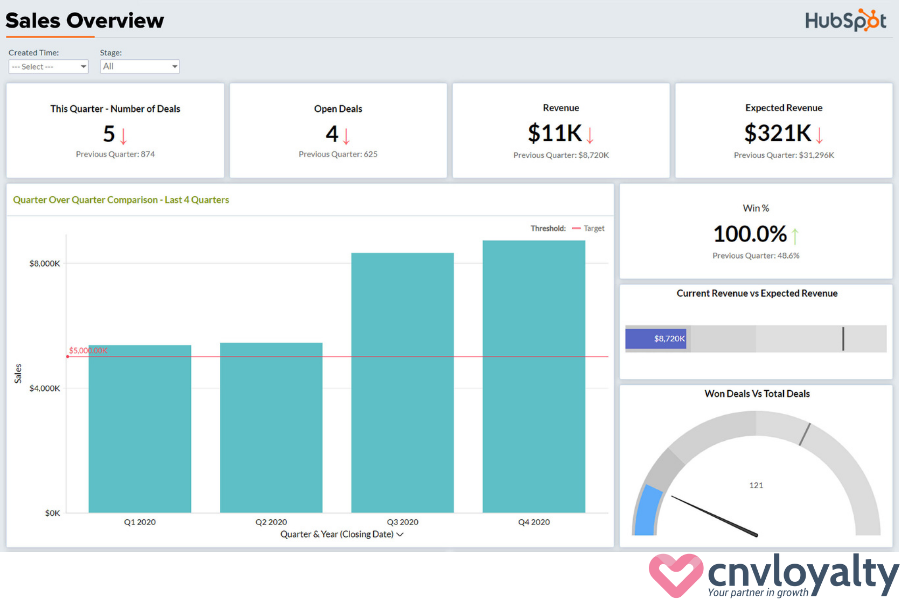 Sales Overview
HubSpot
Created Time:
Stage:
--- Select ---
All
This Quarter - Number of Deals
5
Previous Quarter: 874
Open Deals
4
Previous Quarter: 625
Revenue
$11K
Previous Quarter: $8,720K
Expected Revenue
$321K
Previous Quarter: $31,296K
Quarter Over Quarter Comparison - Last 4 Quarters
Threshold:
Target
$8,000K
$5,000.00K
$4,000K
$0K
Sales
Q1 2020
Q2 2020
Q3 2020
Q4 2020
Quarter & Year (Closing Date)
Win %
100.0%
Previous Quarter: 48.6%
Current Revenue vs Expected Revenue
$8,720K
Won Deals Vs Total Deals
121
cnvloyalty
Your partner in growth